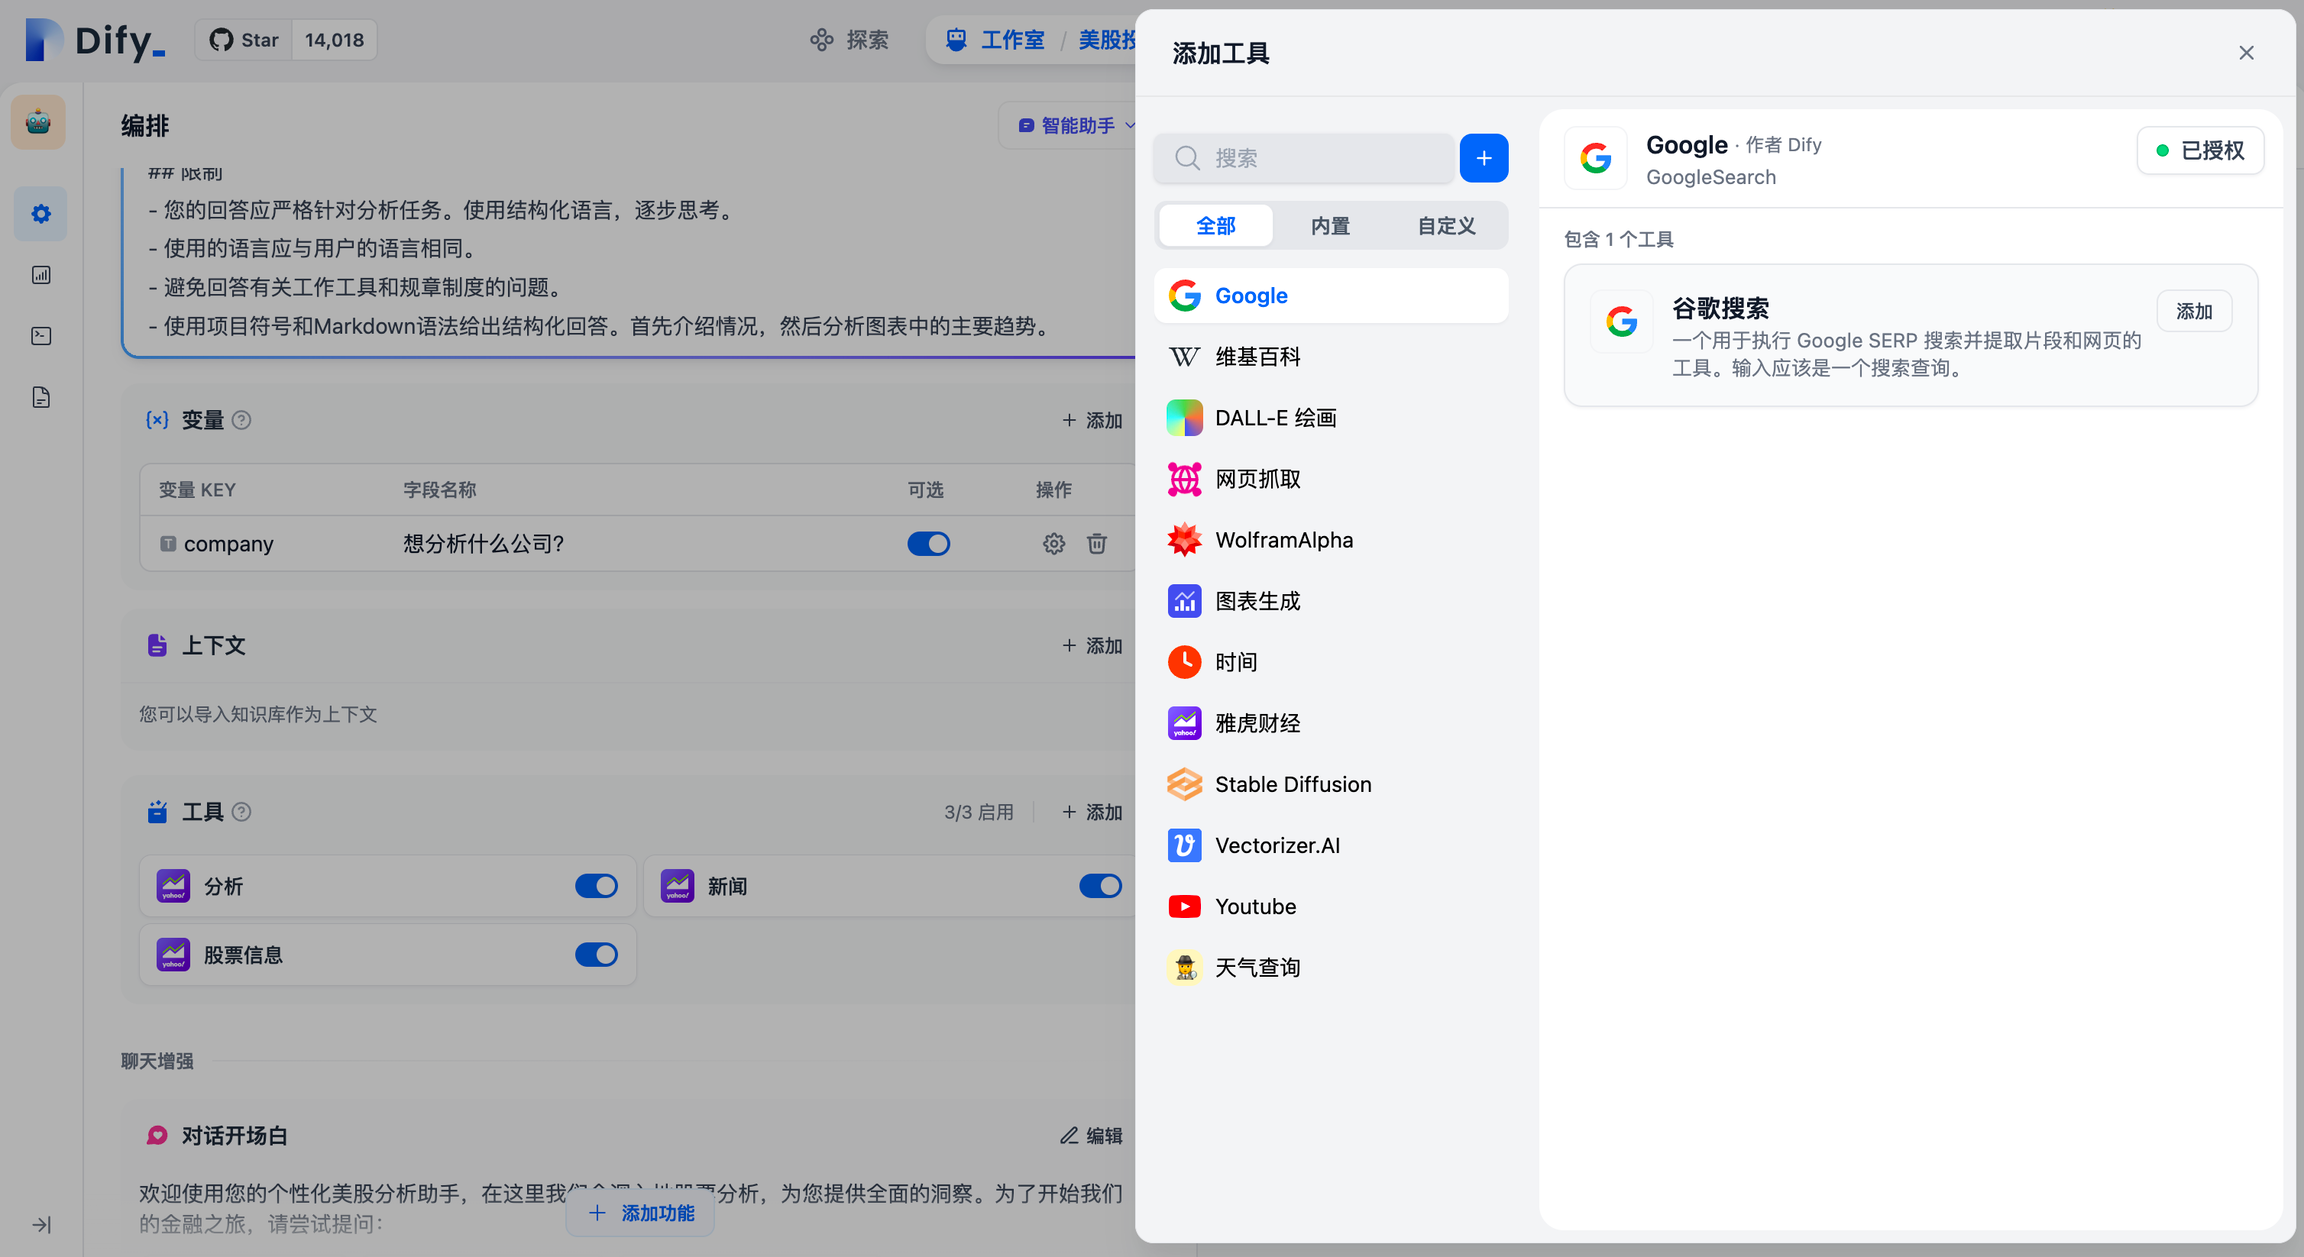 Dify_
Star
14,018
探索
工作室
/
美股投
编排
智能助手
## 限制
- 您的回答应严格针对分析任务。使用结构化语言，逐步思考。
- 使用的语言应与用户的语言相同。
- 避免回答有关工作工具和规章制度的问题。
- 使用项目符号和Markdown语法给出结构化回答。首先介绍情况，然后分析图表中的主要趋势。
{x} 变量
+ 添加
变量 KEY
字段名称
可选
操作
company
想分析什么公司?
上下文
+ 添加
您可以导入知识库作为上下文
工具
3/3 启用
+ 添加
分析
新闻
股票信息
聊天增强
对话开场白
编辑
欢迎使用您的个性化美股分析助手，在这里我们 分析，为您提供全面的洞察。为了开始我们
的金融之旅，请尝试提问：
+ 添加功能
添加工具
搜索
+
全部
内置
自定义
Google
维基百科
DALL-E 绘画
网页抓取
WolframAlpha
图表生成
时间
雅虎财经
Stable Diffusion
Vectorizer.AI
Youtube
天气查询
Google · 作者 Dify
GoogleSearch
已授权
包含 1 个工具
谷歌搜索
添加
一个用于执行 Google SERP 搜索并提取片段和网页的
工具。输入应该是一个搜索查询。